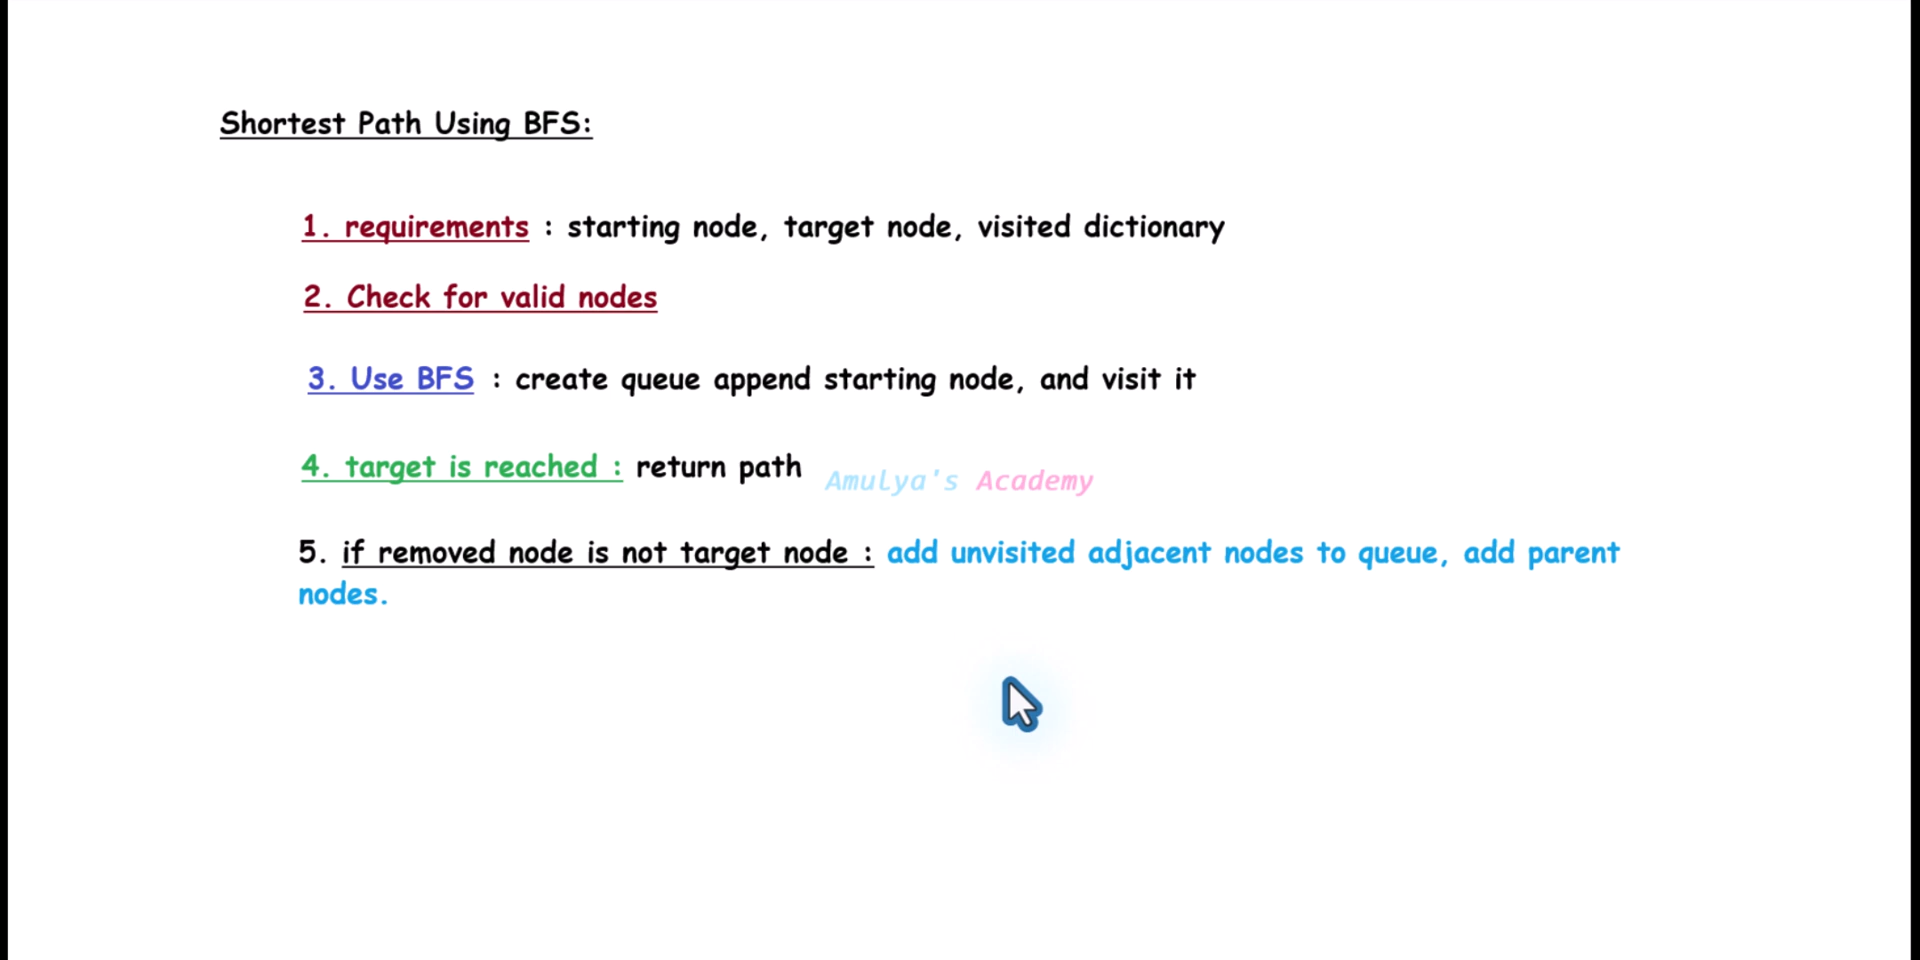 Shortest Path Using BFS:
1. requirements : starting node, target node, visited dictionary
2. Check for valid nodes
3. Use BFS : create queue append starting node, and visit it
4. target is reached : return path
Amulya's Academy
5. if removed node is not target node : add unvisited adjacent nodes to queue, add parent
nodes.